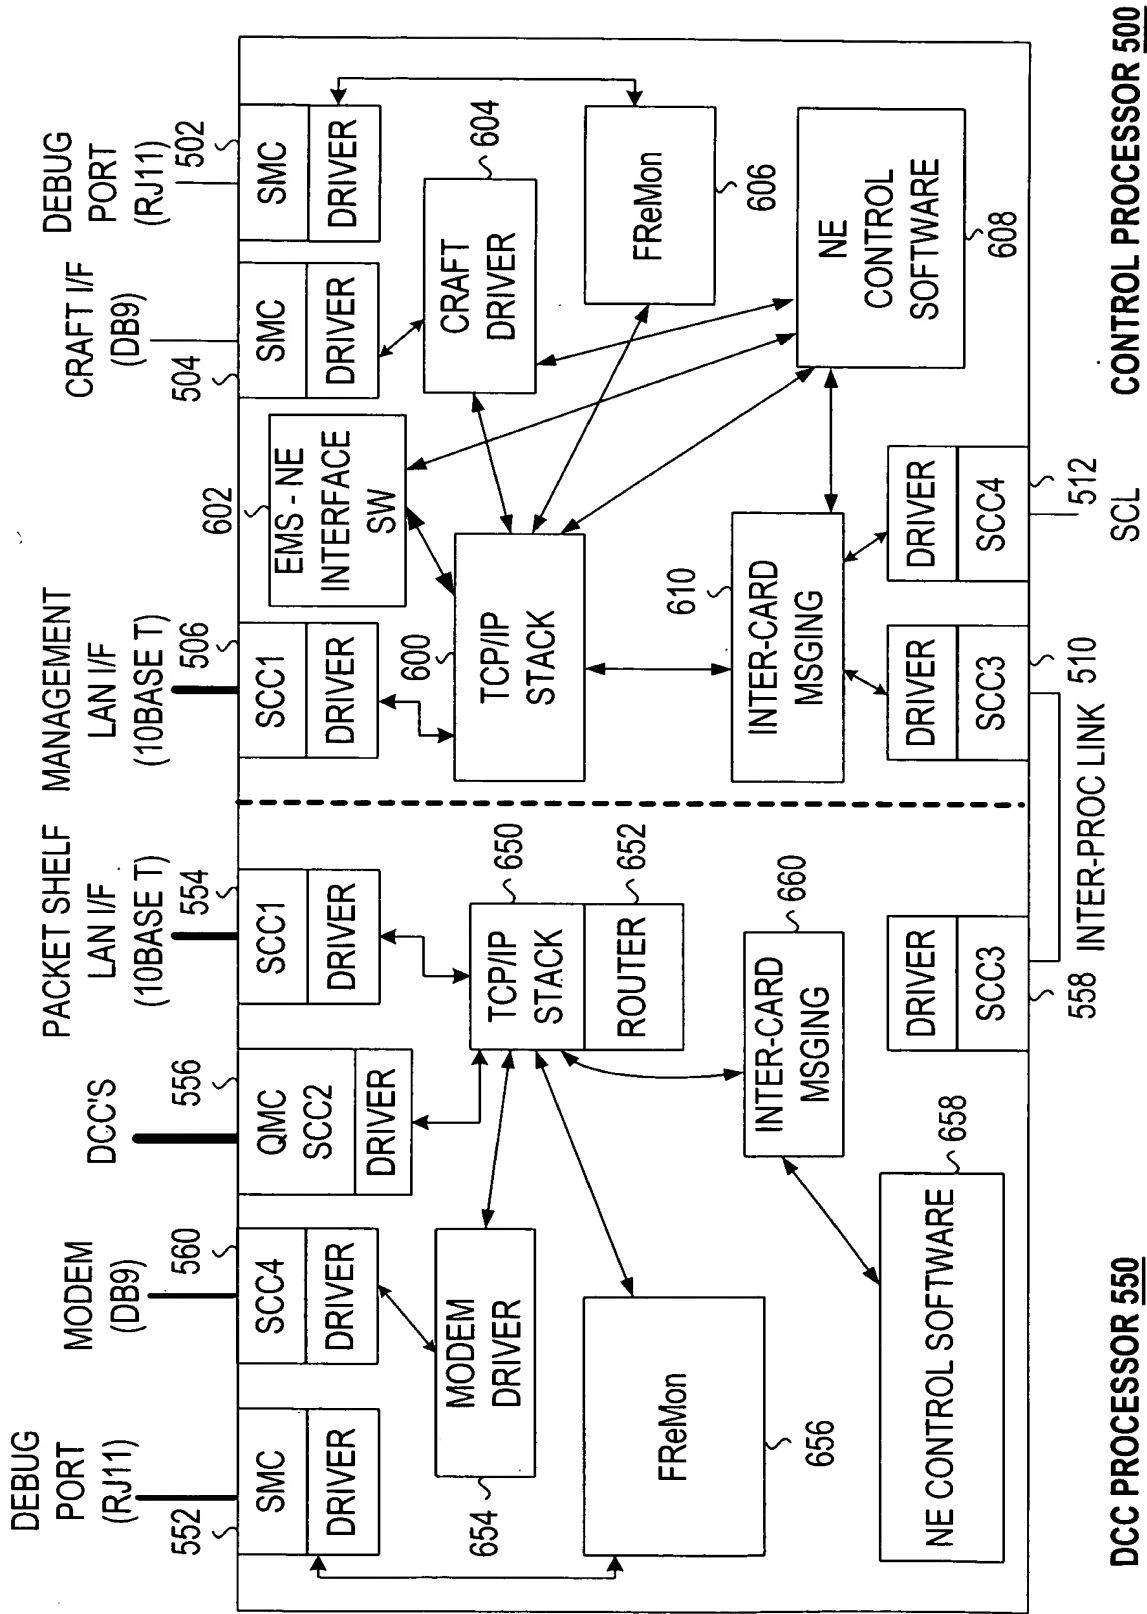 DEBUG
PORT
(RJ11)
552
SMC
DRIVER
MODEM
(DB9)
560
SCC4
DRIVER
DCC'S
556
QMC
SCC2
DRIVER
PACKET SHELF
LAN I/F
(10BASE T)
554
SCC1
DRIVER
MANAGEMENT
LAN I/F
(10BASE T)
506
SCC1
DRIVER
602
EMS - NE
INTERFACE
SW
CRAFT I/F
(DB9)
504
SMC
DRIVER
DEBUG
PORT
(RJ11)
502
SMC
DRIVER
MODEM
DRIVER
654
TCP/IP
STACK
650
ROUTER
652
600
TCP/IP
STACK
CRAFT
DRIVER
604
FReMon
656
FReMon
606
INTER-CARD
MSGING
660
610
INTER-CARD
MSGING
NE
CONTROL
SOFTWARE
608
NE CONTROL SOFTWARE
658
DRIVER
SCC3
558
DRIVER
SCC3
510
DRIVER
SCC4
512
INTER-PROC LINK
SCL
DCC PROCESSOR 550
CONTROL PROCESSOR 500